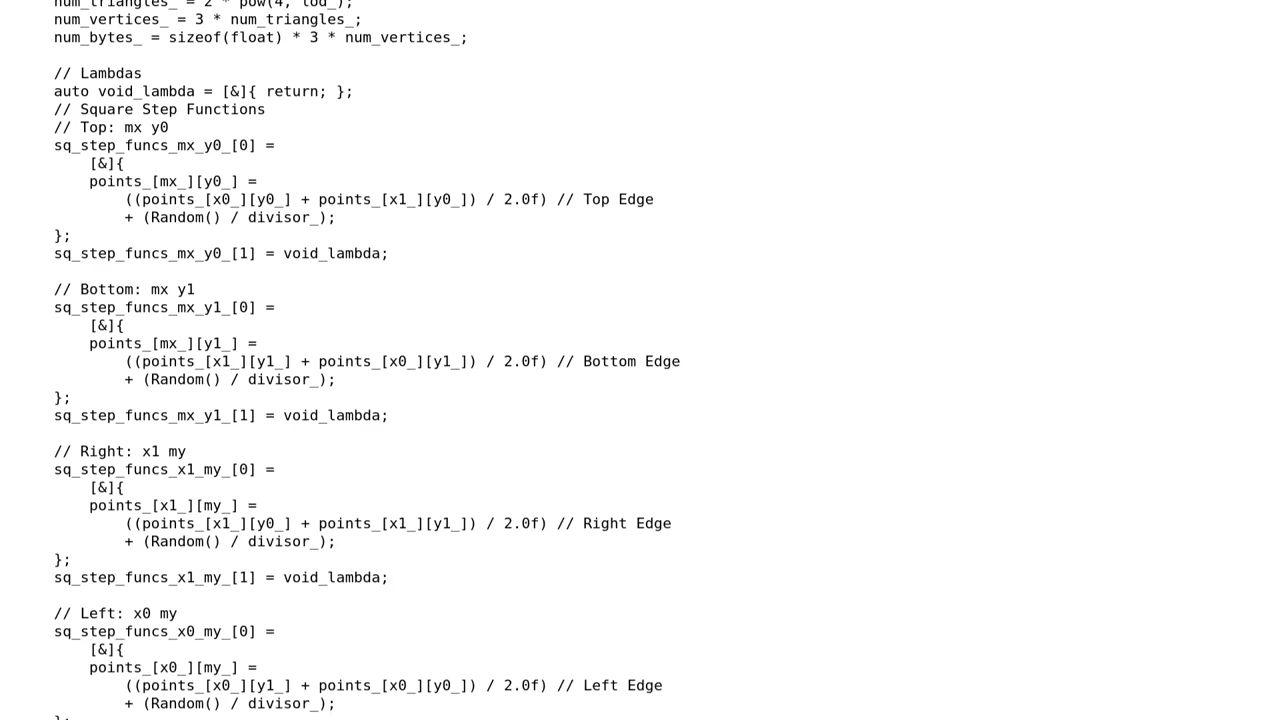 num_triangles_ = 2 * pow(4, lod_);
num_vertices_ = 3 * num_triangles_;
num_bytes_ = sizeof(float) * 3 * num_vertices_;
// Lambdas
auto void_lambda = [&]{ return; };
// Square Step Functions
// Top: mx y0
sq_step_funcs_mx_y0_[0] =
[&]{
points_[mx_][y0_] =
((points_[x0_][y0_] + points_[x1_][y0_]) / 2.0f) // Top Edge
+ (Random() / divisor_);
};
sq_step_funcs_mx_y0_[1] = void_lambda;
// Bottom: mx y1
sq_step_funcs_mx_y1_[0] =
[&]{
points_[mx_][y1_] =
((points_[x1_][y1_] + points_[x0_][y1_]) / 2.0f) // Bottom Edge
+ (Random() / divisor_);
};
sq_step_funcs_mx_y1_[1] = void_lambda;
// Right: x1 my
sq_step_funcs_x1_my_[0] =
[&]{
points_[x1_][my_] =
((points_[x1_][y0_] + points_[x1_][y1_]) / 2.0f) // Right Edge
+ (Random() / divisor_);
};
sq_step_funcs_x1_my_[1] = void_lambda;
// Left: x0 my
sq_step_funcs_x0_my_[0] =
[&]{
points_[x0_][my_] =
((points_[x0_][y1_] + points_[x0_][y0_]) / 2.0f) // Left Edge
+ (Random() / divisor_);
};